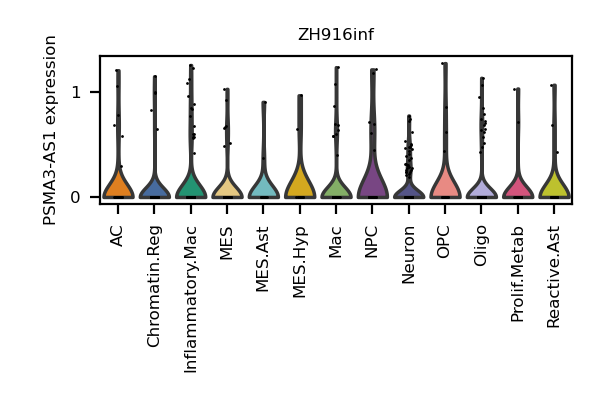 ZH916inf
PSMA3-AS1 expression
1
0
AC
Chromatin.Reg
Inflammatory.Mac
MES
MES.Ast
MES.Hyp
Mac
NPC
Neuron
OPC
Oligo
Prolif.Metab
Reactive.Ast